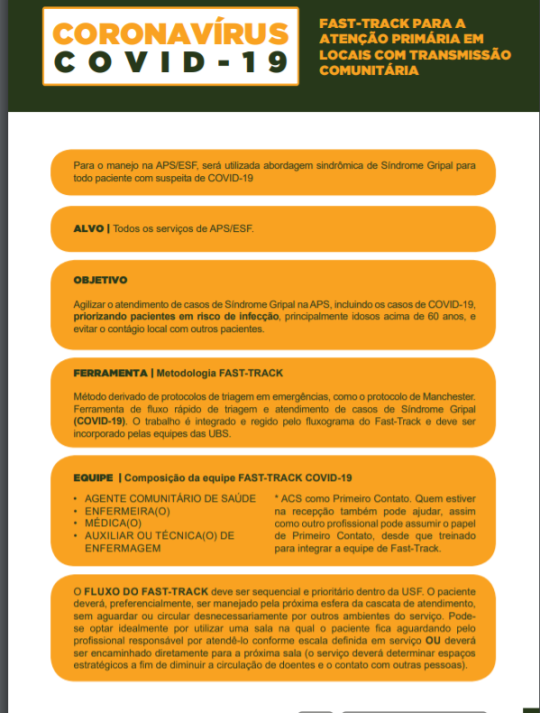 CORONAVÍRUS
COVID-19
FAST-TRACK PARA A
ATENÇÃO PRIMÁRIA EM
LOCAIS COM TRANSMISSÃO
COMUNITÁRIA
Para o manejo na APS/ESF, será utilizada abordagem sindrômica de Síndrome Gripal para
todo paciente com suspeita de COVID-19
ALVO | Todos os serviços de APS/ESF.
OBJETIVO
Agilizar o atendimento de casos de Síndrome Gripal na APS, incluindo os casos de COVID-19,
priorizando pacientes em risco de infecção, principalmente idosos acima de 60 anos, e
evitar o contágio local com outros pacientes.
FERRAMENTA | Metodologia FAST-TRACK
Método derivado de protocolos de triagem em emergências, como o protocolo de Manchester.
Ferramenta de fluxo rápido de triagem e atendimento de casos de Síndrome Gripal
(COVID-19). O trabalho é integrado e regido pelo fluxograma do Fast-Track e deve ser
incorporado pelas equipes das UBS.
EQUIPE | Composição da equipe FAST-TRACK COVID-19
• AGENTE COMUNITÁRIO DE SAÚDE
• ENFERMEIRA(O)
• MÉDICA(O)
• AUXILIAR OU TÉCNICA(O) DE
ENFERMAGEM
* ACS como Primeiro Contato. Quem estiver
na recepção também pode ajudar, assim
como outro profissional pode assumir o papel
de Primeiro Contato, desde que treinado
para integrar a equipe de Fast-Track.
O FLUXO DO FAST-TRACK deve ser sequencial e prioritário dentro da USF. O paciente
deverá, preferencialmente, ser manejado pela próxima esfera da cascata de atendimento,
sem aguardar ou circular desnecessariamente por outros ambientes do serviço. Pode-
se optar idealmente por utilizar uma sala na qual o paciente fica aguardando pelo
profissional responsável por atendê-lo conforme escala definida em serviço OU deverá
ser encaminhado diretamente para a próxima sala (o serviço deverá determinar espaços
estratégicos a fim de diminuir a circulação de doentes e o contato com outras pessoas).